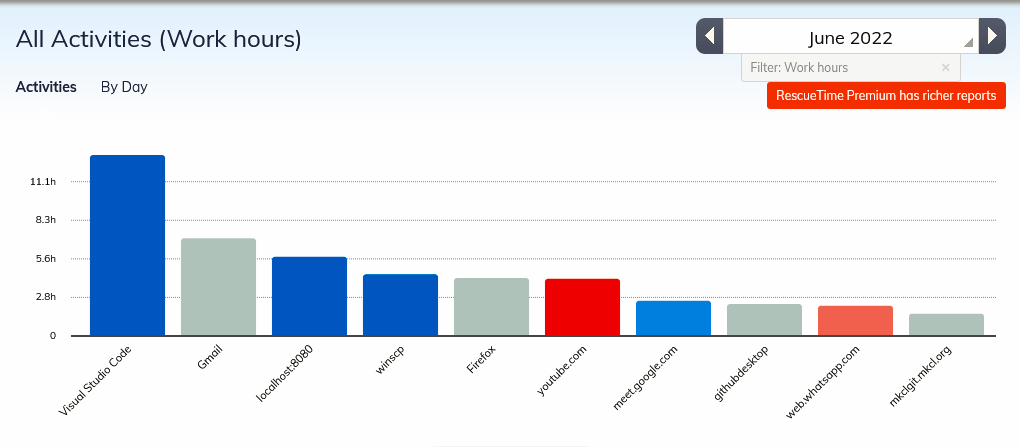 All Activities (Work hours)
June 2022
Filter: Work hours ×
Activities By Day
RescueTime Premium has richer reports
11.1h
8.3h
5.6h
2.8h
0
Visual Studio Code
Gmail
localhost:8080
winscp
Firefox
youtube.com
meet.google.com
githubdesktop
web.whatsapp.com
mkclgit.mkcl.org